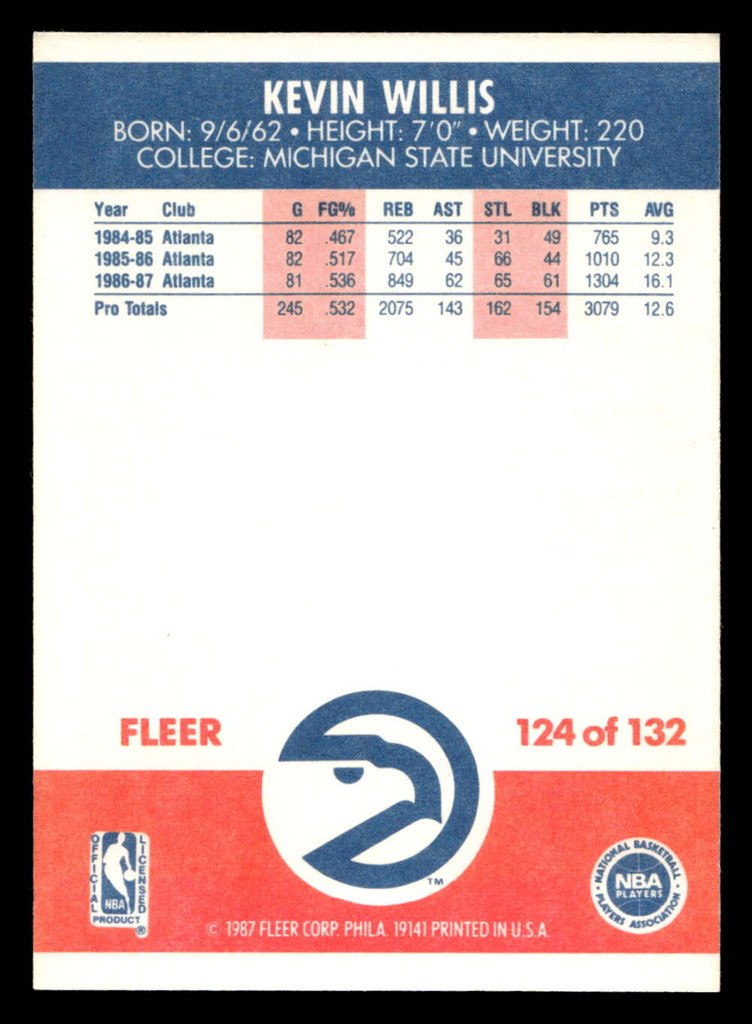 KEVIN WILLIS
BORN: 9/6/62 • HEIGHT: 7'0" • WEIGHT: 220
COLLEGE: MICHIGAN STATE UNIVERSITY
Year Club G FG% REB AST STL BLK PTS AVG
1984-85 Atlanta 82 .467 522 36 31 49 765 9.3
1985-86 Atlanta 82 .517 704 45 66 44 1010 12.3
1986-87 Atlanta 81 .536 849 62 65 61 1304 16.1
Pro Totals 245 .532 2075 143 162 154 3079 12.6
FLEER
124 of 132
TM
OFFICIAL
LICENSED
NBA
PRODUCT
®
• NATIONAL BASKETBALL •
NBA
PLAYERS
PLAYERS ASSOCIATION
© 1987 FLEER CORP. PHILA. 19141 PRINTED IN U.S.A.